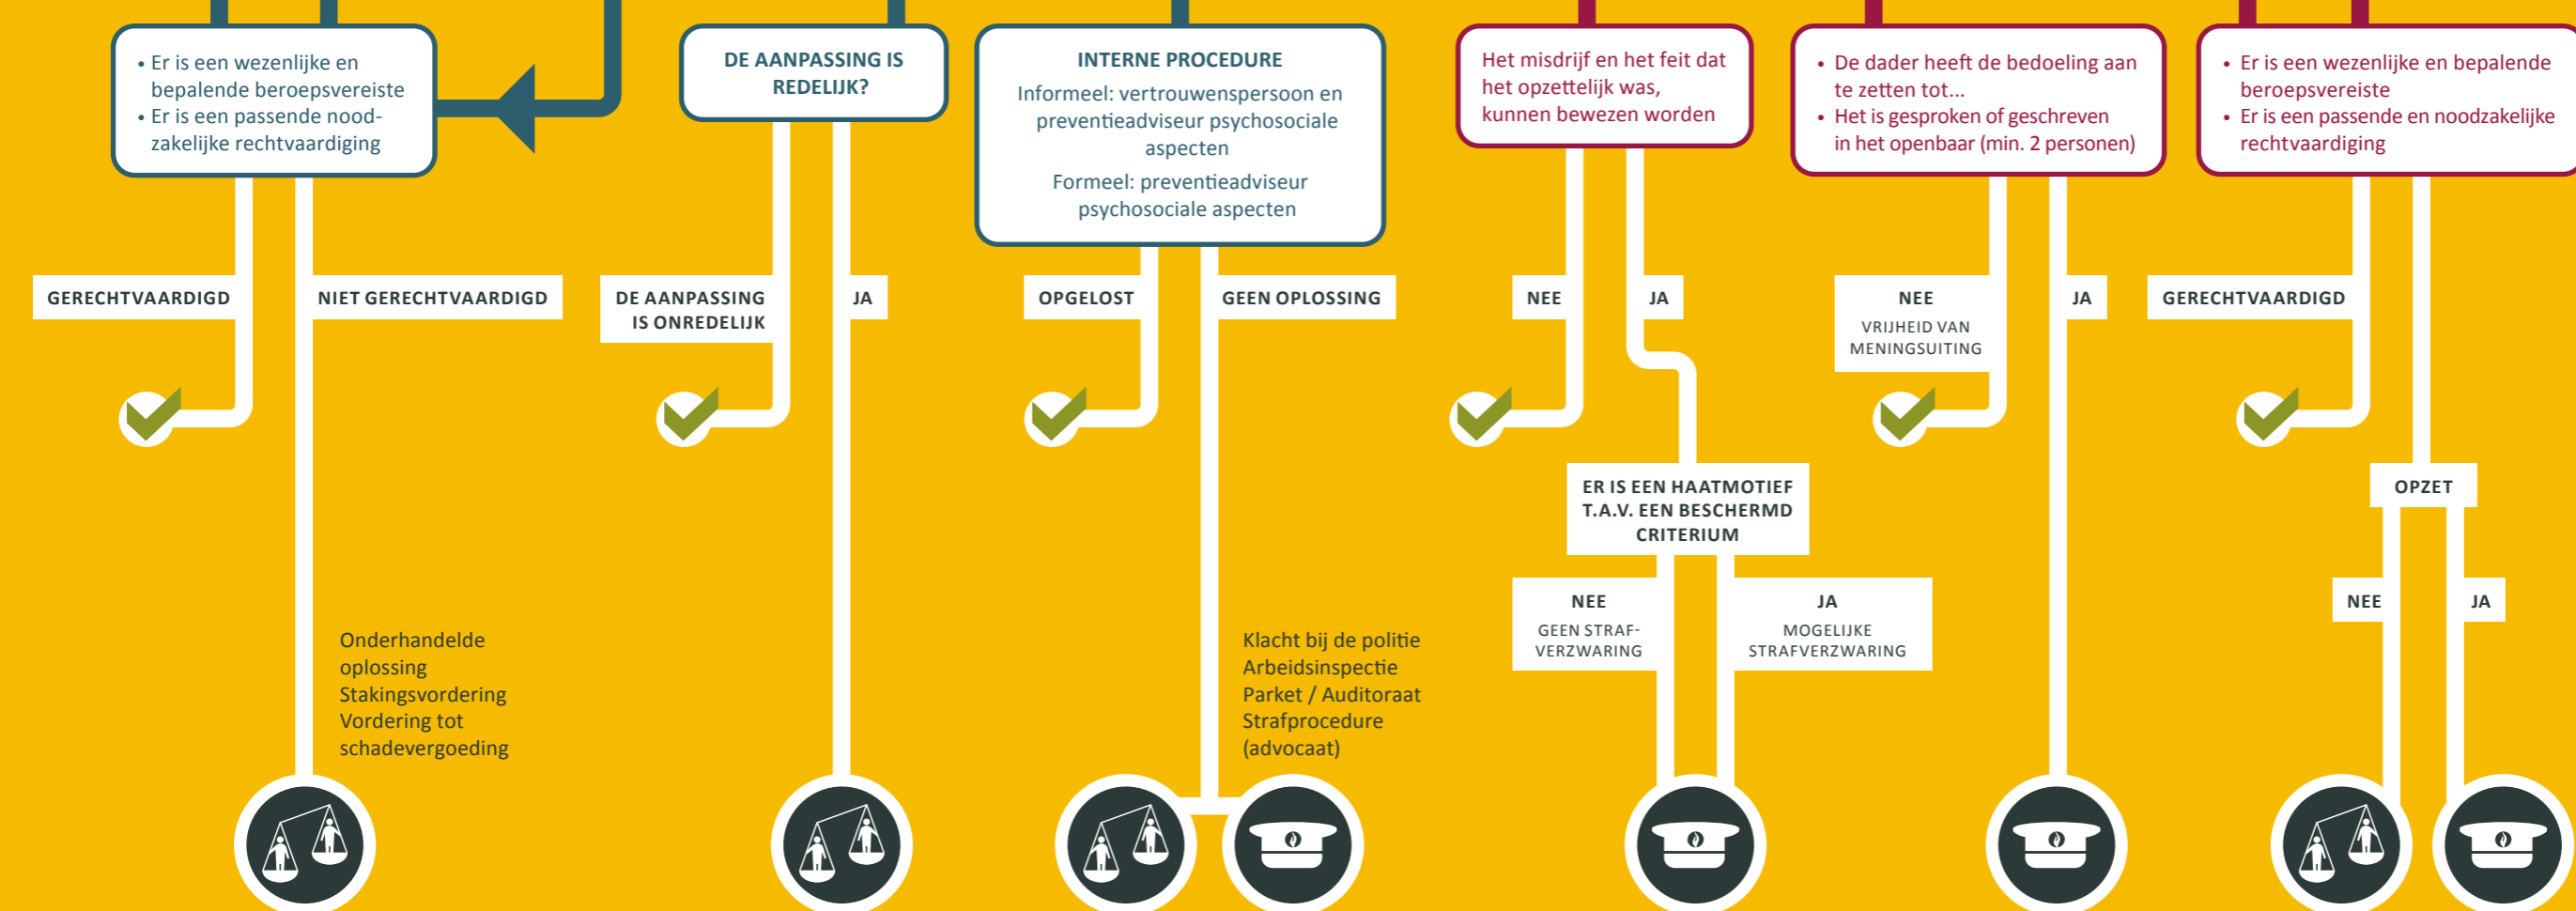 • Er is een wezenlijke en
bepalende beroepsvereiste
• Er is een passende nood-
zakelijke rechtvaardiging
GERECHTVAARDIGD
NIET GERECHTVAARDIGD
Onderhandelde
oplossing
Stakingsvordering
Vordering tot
schadevergoeding
DE AANPASSING IS
REDELIJK?
DE AANPASSING
IS ONREDELIJK
JA
INTERNE PROCEDURE
Informeel: vertrouwenspersoon en
preventieadviseur psychosociale
aspecten
Formeel: preventieadviseur
psychosociale aspecten
OPGELOST
GEEN OPLOSSING
Klacht bij de politie
Arbeidsinspectie
Parket / Auditoraat
Strafprocedure
(advocaat)
Het misdrijf en het feit dat
het opzettelijk was,
kunnen bewezen worden
NEE
JA
ER IS EEN HAATMOTIEF
T.A.V. EEN BESCHERMD
CRITERIUM
NEE
GEEN STRAF-
VERZWARING
JA
MOGELIJKE
STRAFVERZWARING
• De dader heeft de bedoeling aan
te zetten tot...
• Het is gesproken of geschreven
in het openbaar (min. 2 personen)
NEE
VRIJHEID VAN
MENINGSUITING
JA
• Er is een wezenlijke en bepalende
beroepsvereiste
• Er is een passende en noodzakelijke
rechtvaardiging
GERECHTVAARDIGD
OPZET
NEE
JA